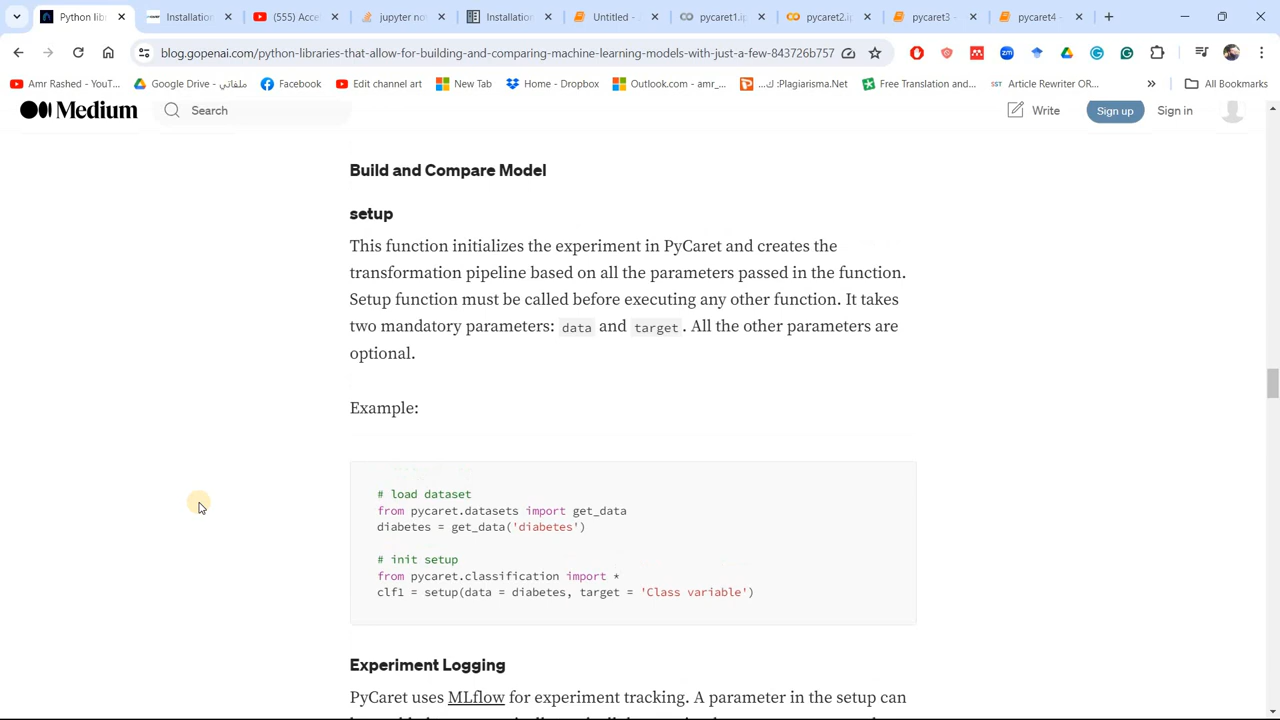 Python lib
Installation
(555) Acce
jupyter no
Installation
Untitled
pycaret1.i
pycaret2.
pycaret3 -
pycaret4 -
blog.gopenai.com/python-libraries-that-allow-for-building-and-comparing-machine-learning-models-with-just-a-few-843726b757
Amr Rashed - YouT...
Google Drive - ملفاتي
Facebook
Edit channel art
New Tab
Dropbox - Home
Outlook.com - amr_...
Plagiarisma.Net
Free Translation and...
Article Rewriter OR...
All Bookmarks
Medium
Search
Write
Sign up
Sign in
Build and Compare Model
setup
This function initializes the experiment in PyCaret and creates the
transformation pipeline based on all the parameters passed in the function.
Setup function must be called before executing any other function. It takes
two mandatory parameters: data and target. All the other parameters are
optional.
Example:
# load dataset
from pycaret.datasets import get_data
diabetes = get_data('diabetes')
# init setup
from pycaret.classification import *
clf1 = setup(data = diabetes, target = 'Class variable')
Experiment Logging
PyCaret uses MLflow for experiment tracking. A parameter in the setup can